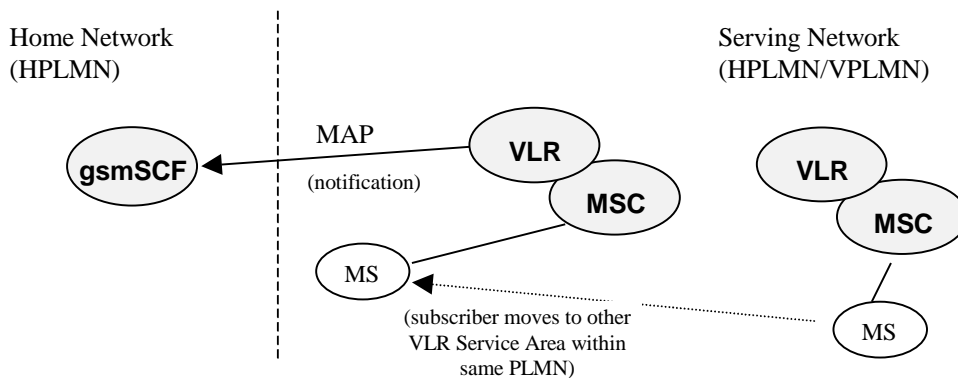 Home Network
(HPLMN)
Serving Network
(HPLMN/VPLMN)
MAP
(notification)
gsmSCF
VLR
MSC
VLR
MSC
MS
MS
(subscriber moves to other
VLR Service Area within
same PLMN)